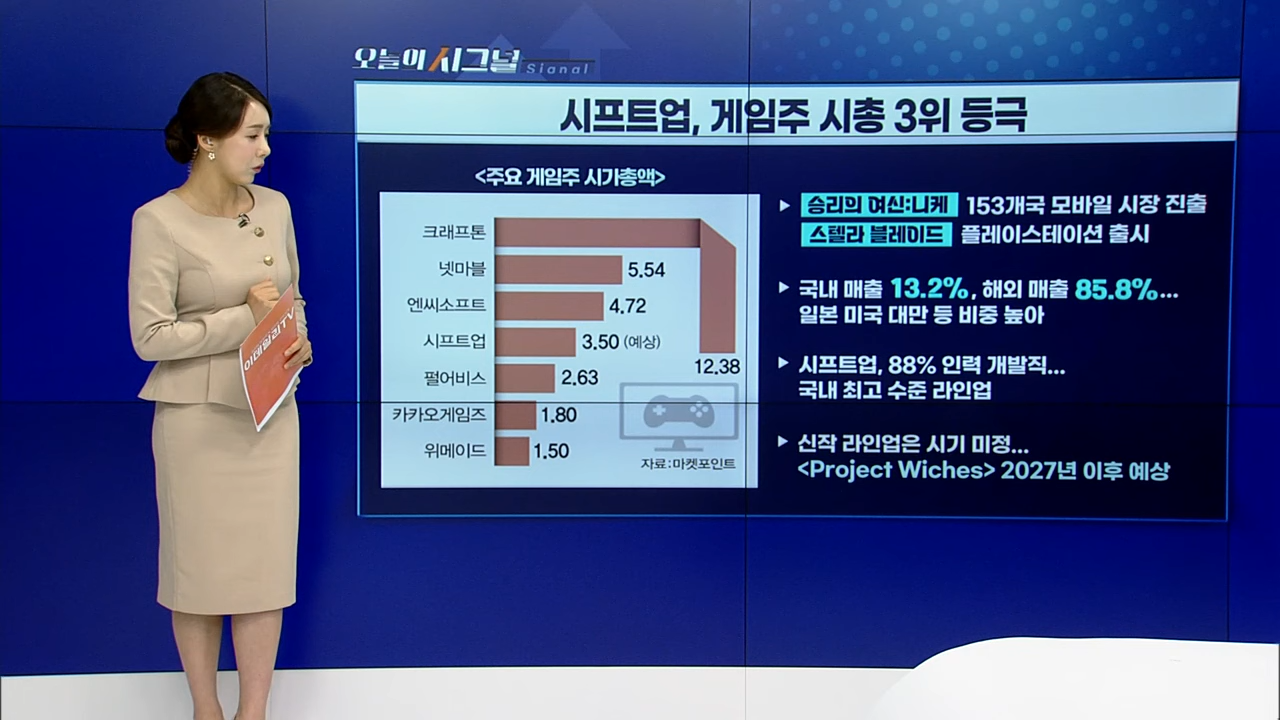 오늘의 시그널
Signal
시프트업, 게임주 시총 3위 등극
<주요 게임주 시가총액>
크래프톤
12.38
넷마블 5.54
엔씨소프트 4.72
시프트업 3.50 (예상)
펄어비스 2.63
카카오게임즈 1.80
위메이드 1.50
자료:마켓포인트
▶ 승리의 여신:니케 153개국 모바일 시장 진출
스텔라 블레이드 플레이스테이션 출시
▶ 국내 매출 13.2%, 해외 매출 85.8%...
일본 미국 대만 등 비중 높아
▶ 시프트업, 88% 인력 개발직...
국내 최고 수준 라인업
▶ 신작 라인업은 시기 미정...
<Project Wiches> 2027년 이후 예상
이데일리TV